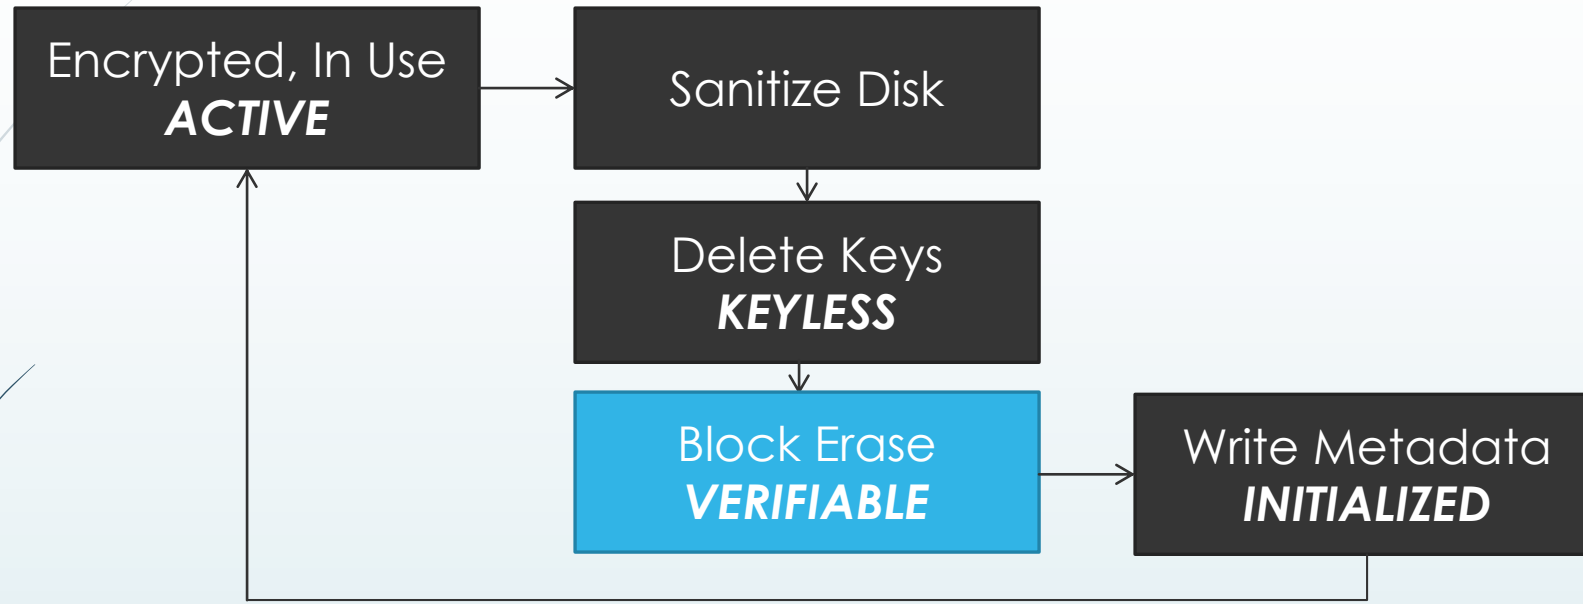 Encrypted, In Use
ACTIVE
Sanitize Disk
Delete Keys
KEYLESS
Block Erase
VERIFIABLE
Write Metadata
INITIALIZED